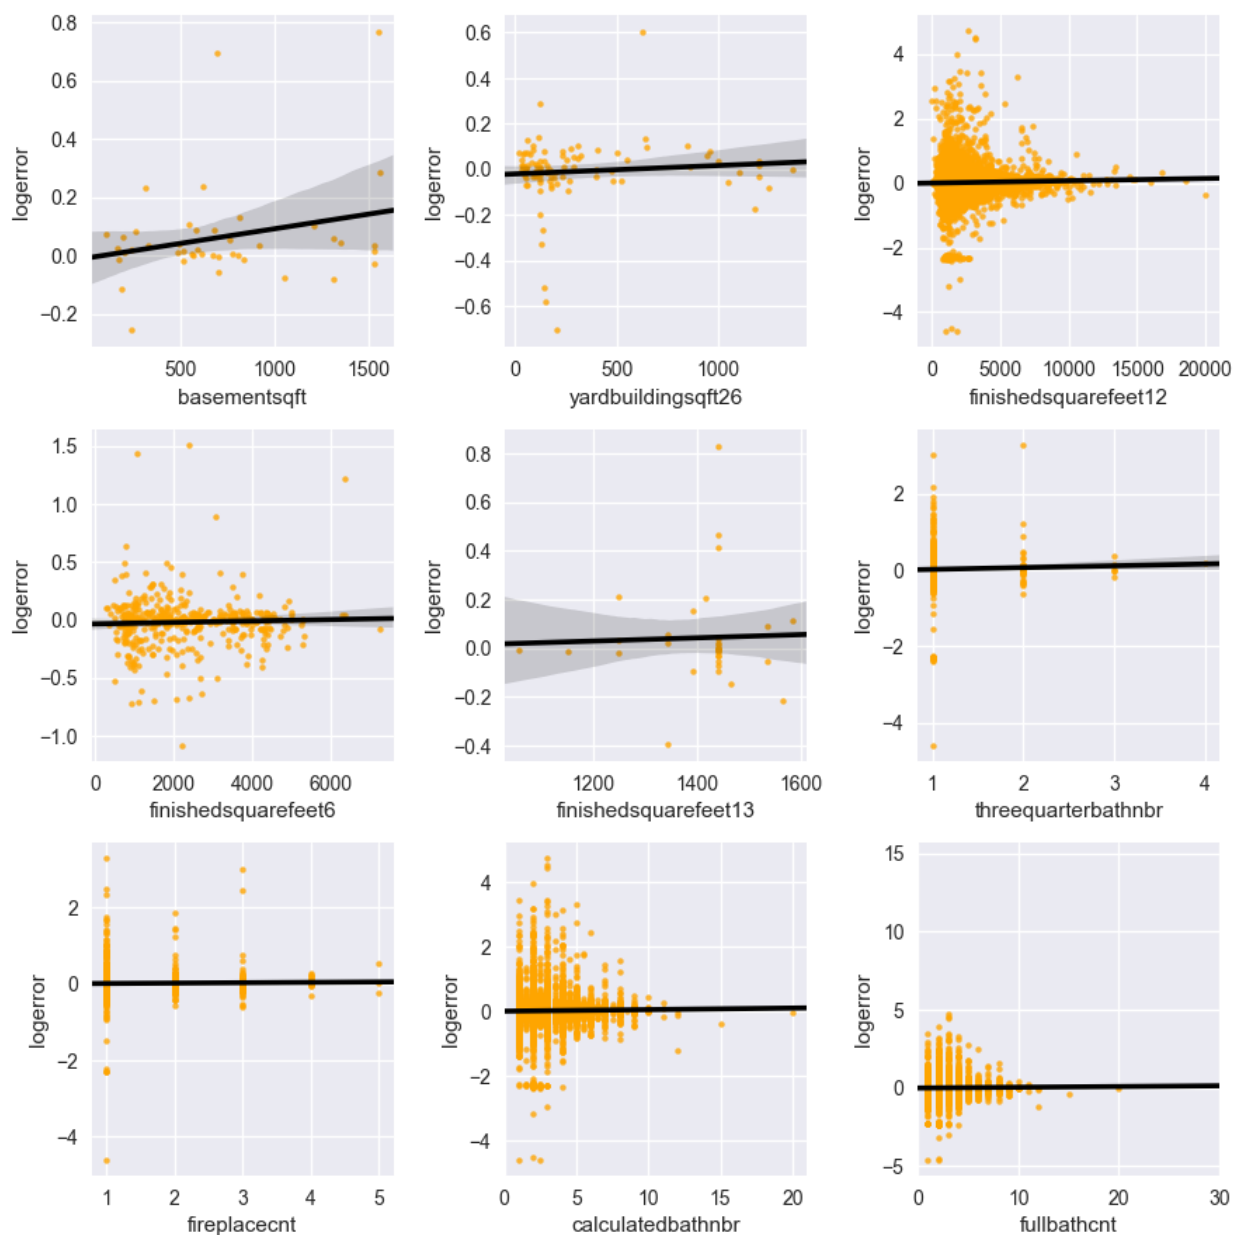 0.8
0.6
0.4
0.2
0.0
−0.2
logerror
500 1000 1500
basementsqft
0.6
0.4
0.2
0.0
−0.2
−0.4
−0.6
logerror
0 500 1000
yardbuildingsqft26
4
2
0
−2
−4
logerror
0 5000 10000 15000 20000
finishedsquarefeet12
1.5
1.0
0.5
0.0
−0.5
−1.0
logerror
0 2000 4000 6000
finishedsquarefeet6
0.8
0.6
0.4
0.2
0.0
−0.2
−0.4
logerror
1200 1400 1600
finishedsquarefeet13
2
0
−2
−4
logerror
1 2 3 4
threequarterbathnbr
2
0
−2
−4
logerror
1 2 3 4 5
fireplacecnt
4
2
0
−2
−4
logerror
0 5 10 15 20
calculatedbathnbr
15
10
5
0
−5
logerror
0 10 20 30
fullbathcnt